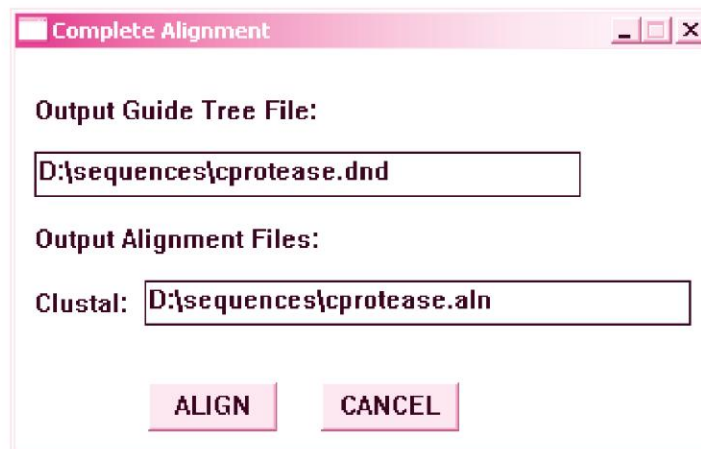 Complete Alignment
Output Guide Tree File:
D:\sequences\cprotease.dnd
Output Alignment Files:
Clustal: D:\sequences\cprotease.aln
ALIGN CANCEL